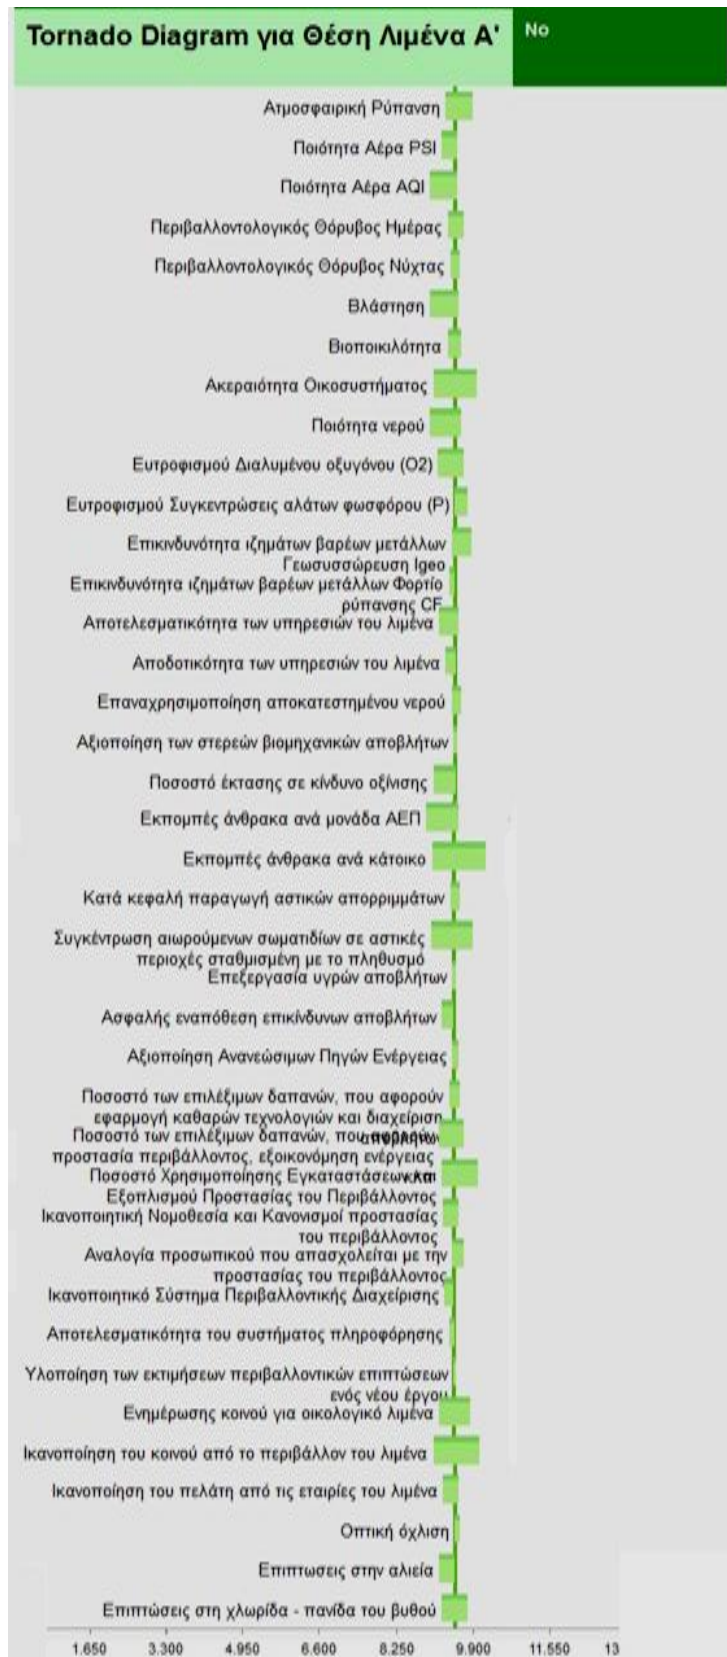 Tornado Diagram για Θέση Λιμένα Α'
No
Ατμοσφαιρική Ρύπανση
Ποιότητα Αέρα PSI
Ποιότητα Αέρα AQI
Περιβαλλοντολογικός Θόρυβος Ημέρας
Περιβαλλοντολογικός Θόρυβος Νύχτας
Βλάστηση
Βιοποικιλότητα
Ακεραιότητα Οικοσυστήματος
Ποιότητα νερού
Ευτροφισμού Διαλυμένου οξυγόνου (Ο2)
Ευτροφισμού Συγκεντρώσεις αλάτων φωσφόρου (Ρ)
Επικινδυνότητα ιζημάτων βαρέων μετάλλων
Γεωσυσσώρευση Igeo
Επικινδυνότητα ιζημάτων βαρέων μετάλλων Φορτίο
ρύπανσης CF
Αποτελεσματικότητα των υπηρεσιών του λιμένα
Αποδοτικότητα των υπηρεσιών του λιμένα
Επαναχρησιμοποίηση αποκατεστημένου νερού
Αξιοποίηση των στερεών βιομηχανικών αποβλήτων
Ποσοστό έκτασης σε κίνδυνο οξίνισης
Εκπομπές άνθρακα ανά μονάδα ΑΕΠ
Εκπομπές άνθρακα ανά κάτοικο
Κατά κεφαλή παραγωγή αστικών απορριμμάτων
Συγκέντρωση αιωρούμενων σωματιδίων σε αστικές
περιοχές σταθμισμένη με το πληθυσμό
Επεξεργασία υγρών αποβλήτων
Ασφαλής εναπόθεση επικίνδυνων αποβλήτων
Αξιοποίηση Ανανεώσιμων Πηγών Ενέργειας
Ποσοστό των επιλέξιμων δαπανών, που αφορούν
εφαρμογή καθαρών τεχνολογιών και διαχείριση
αποβλήτων
Ποσοστό των επιλέξιμων δαπανών, που αφορούν
προστασία περιβάλλοντος, εξοικονόμηση ενέργειας
Ποσοστό Χρησιμοποίησης Εγκαταστάσεων και
Εξοπλισμού Προστασίας του Περιβάλλοντος
Ικανοποιητική Νομοθεσία και Κανονισμοί προστασίας
του περιβάλλοντος
Αναλογία προσωπικού που απασχολείται με την
προστασίας του περιβάλλοντος
Ικανοποιητικό Σύστημα Περιβαλλοντικής Διαχείρισης
Αποτελεσματικότητα του συστήματος πληροφόρησης
Υλοποίηση των εκτιμήσεων περιβαλλοντικών επιπτώσεων
ενός νέου έργου
Ενημέρωσης κοινού για οικολογικό λιμένα
Ικανοποίηση του κοινού από το περιβάλλον του λιμένα
Ικανοποίηση του πελάτη από τις εταιρίες του λιμένα
Οπτική όχλιση
Επιπτωσεις στην αλιεία
Επιπτώσεις στη χλωρίδα - πανίδα του βυθού
1.650 3.300 4.950 6.600 8.250 9.900 11.550 13